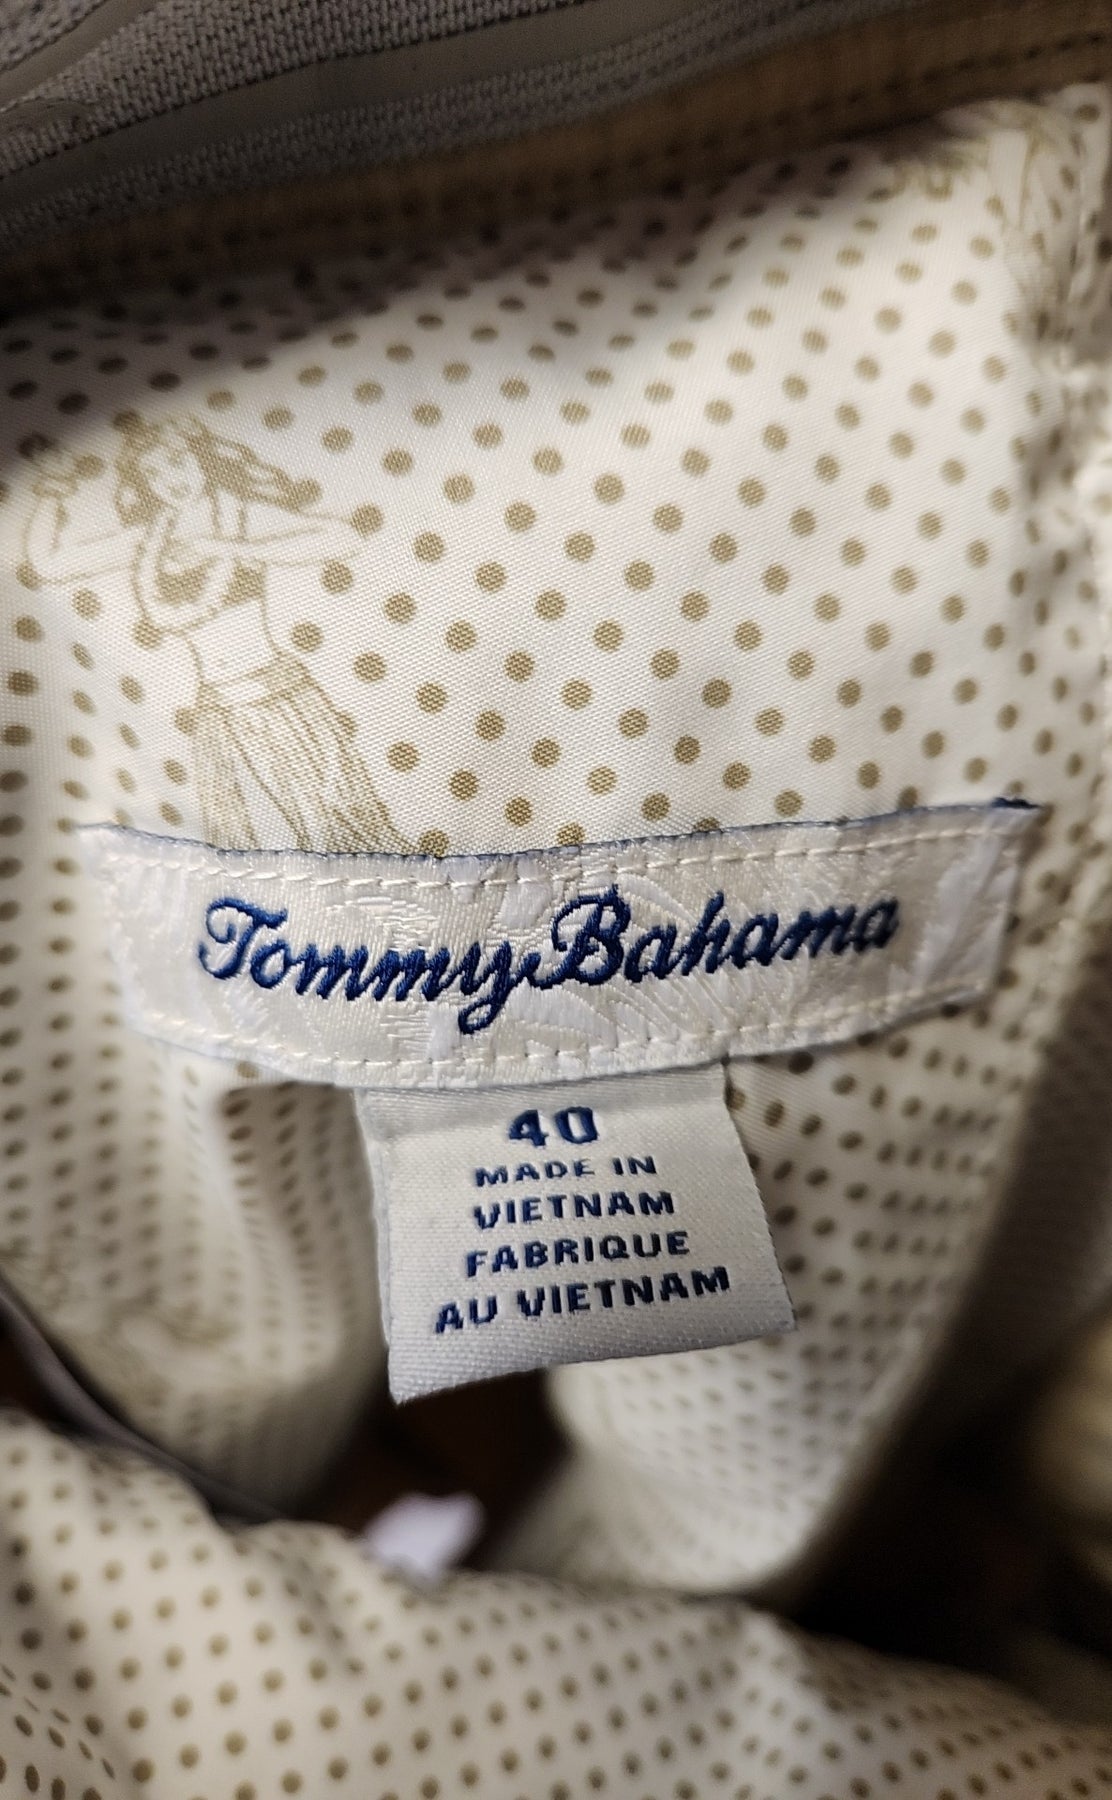 Tommy Bahama
40
MADE IN
VIETNAM
FABRIQUE
AU VIETNAM